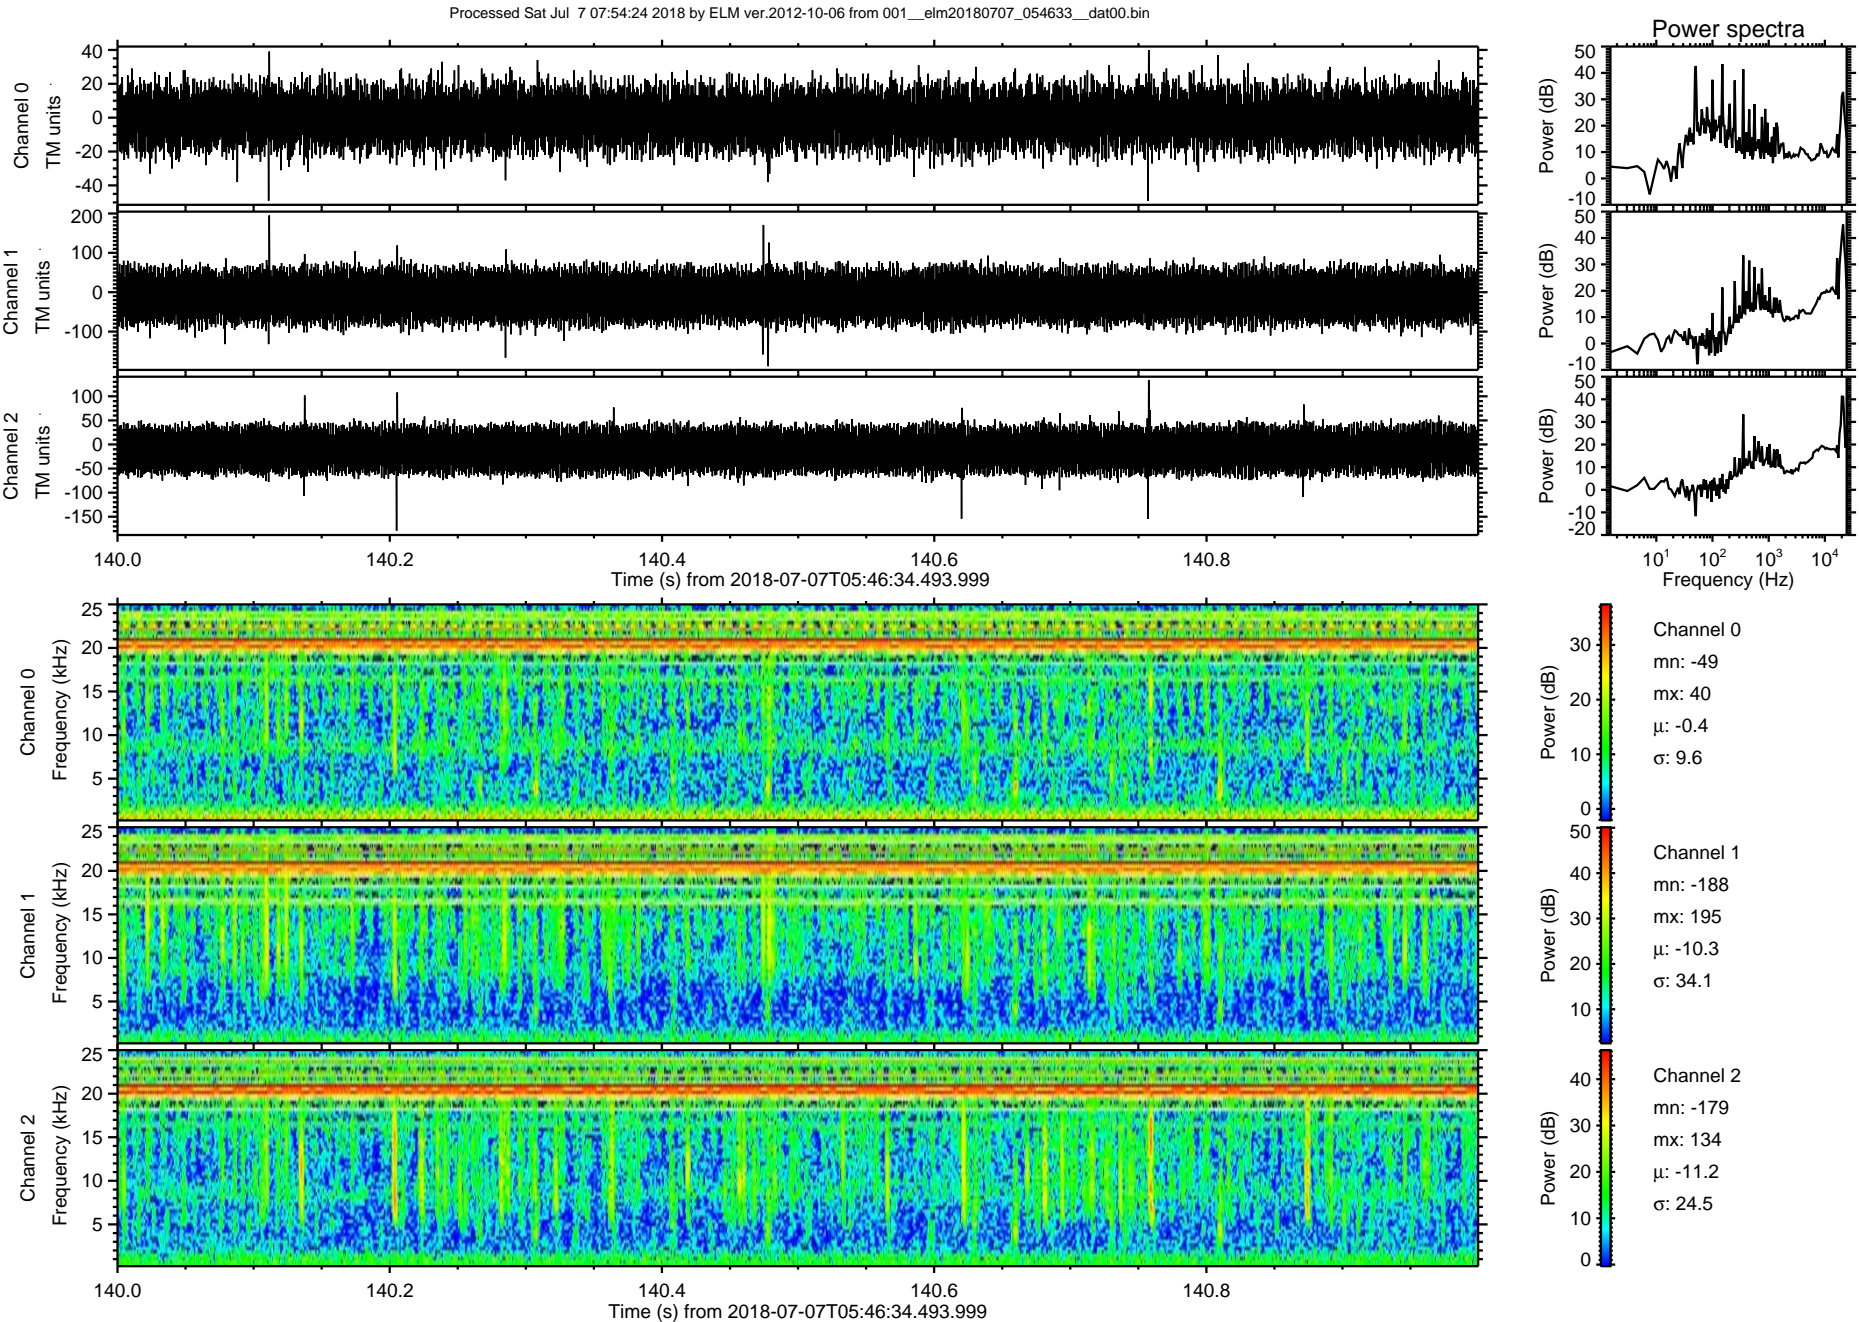 Processed Sat Jul  7 07:54:24 2018 by ELM ver.2012-10-06 from 001__elm20180707_054633__dat00.bin
Power spectra
Channel 0
TM units
40
20
0
-20
-40
Power (dB)
50
40
30
20
10
0
-10
Channel 1
TM units
200
100
0
-100
Power (dB)
50
40
30
20
10
0
-10
Channel 2
TM units
100
50
0
-50
-100
-150
Power (dB)
50
40
30
20
10
0
-10
-20
140.0 140.2 140.4 140.6 140.8
Time (s) from 2018-07-07T05:46:34.493.999
10^1 10^2 10^3 10^4
Frequency (Hz)
Channel 0
Frequency (kHz)
25
20
15
10
5
Power (dB)
30
20
10
0
Channel 0
mn: -49
mx: 40
μ: -0.4
σ: 9.6
Channel 1
Frequency (kHz)
25
20
15
10
5
Power (dB)
50
40
30
20
10
Channel 1
mn: -188
mx: 195
μ: -10.3
σ: 34.1
Channel 2
Frequency (kHz)
25
20
15
10
5
Power (dB)
40
30
20
10
0
Channel 2
mn: -179
mx: 134
μ: -11.2
σ: 24.5
140.0 140.2 140.4 140.6 140.8
Time (s) from 2018-07-07T05:46:34.493.999